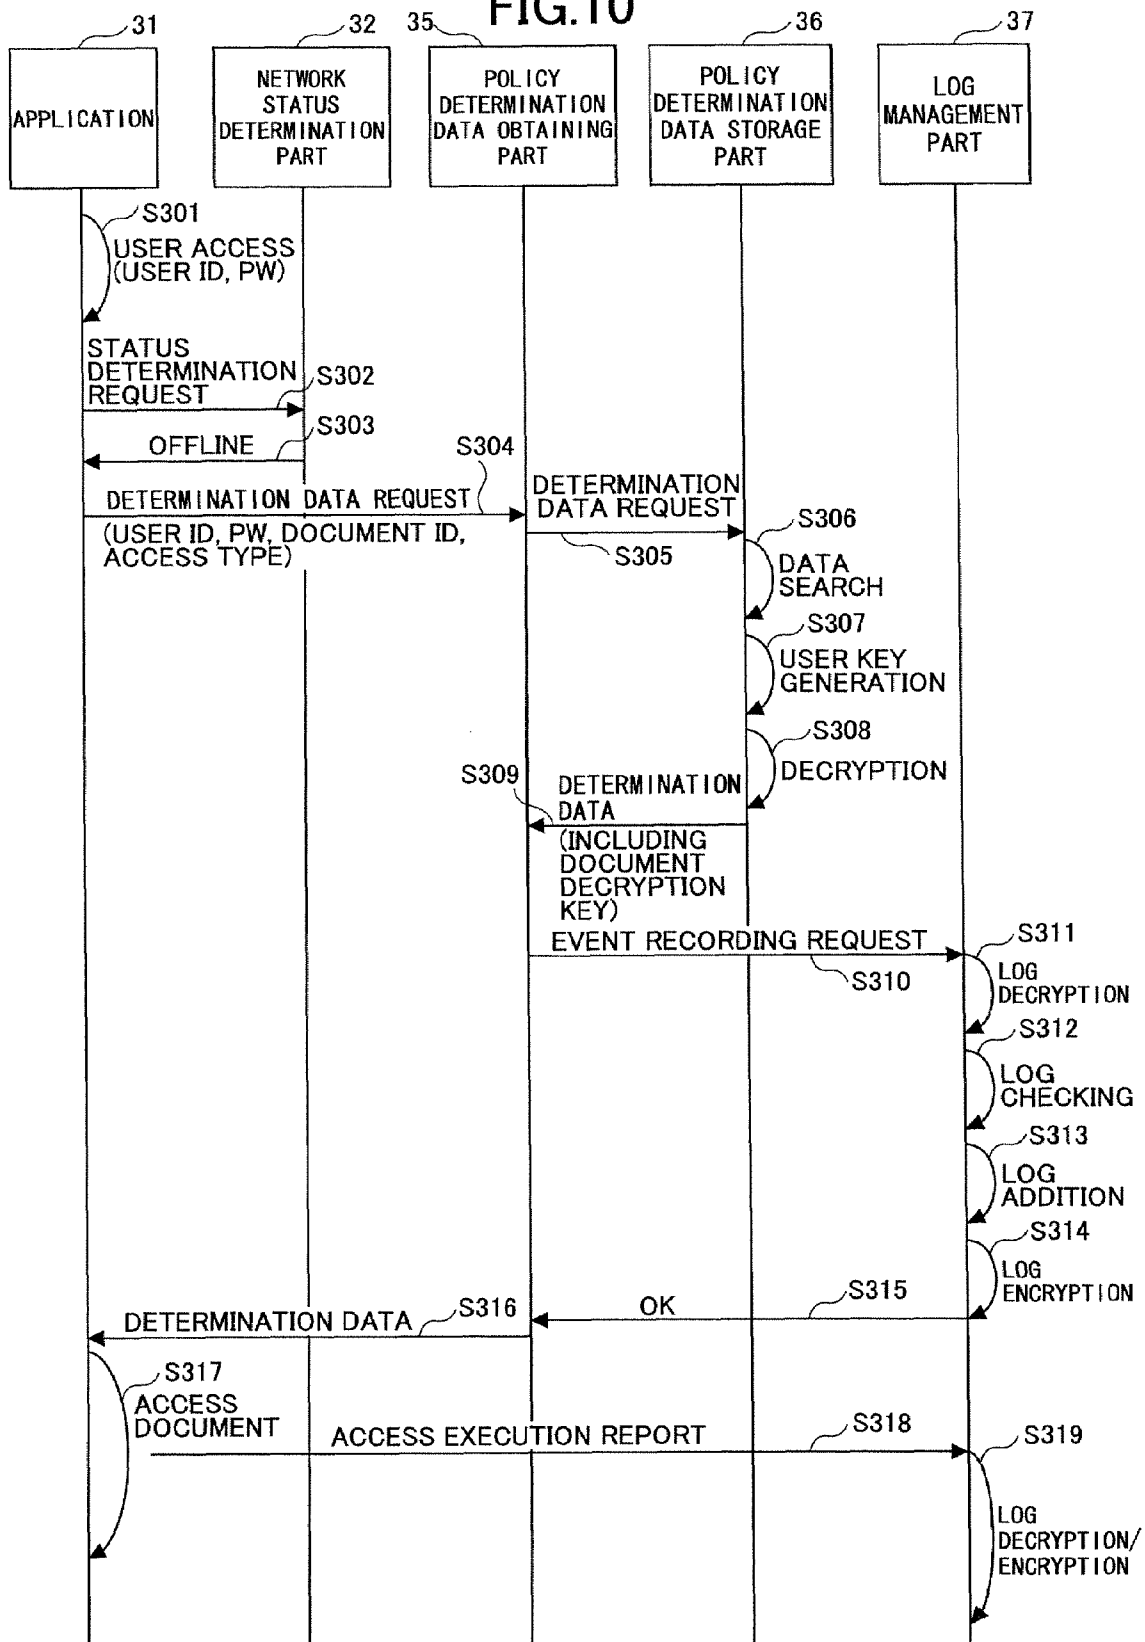 FIG.10
31
32
35
36
37
APPLICATION
NETWORK
STATUS
DETERMINATION
PART
POLICY
DETERMINATION
DATA OBTAINING
PART
POLICY
DETERMINATION
DATA STORAGE
PART
LOG
MANAGEMENT
PART
S301
USER ACCESS
(USER ID, PW)
STATUS
DETERMINATION
REQUEST
S302
S303
OFFLINE
S304
DETERMINATION DATA REQUEST
(USER ID, PW, DOCUMENT ID,
ACCESS TYPE)
DETERMINATION
DATA REQUEST
S305
S306
DATA
SEARCH
S307
USER KEY
GENERATION
S308
DECRYPTION
S309
DETERMINATION
DATA
(INCLUDING
DOCUMENT
DECRYPTION
KEY)
EVENT RECORDING REQUEST
S310
S311
LOG
DECRYPTION
S312
LOG
CHECKING
S313
LOG
ADDITION
S314
LOG
ENCRYPTION
OK
S315
DETERMINATION DATA
S316
S317
ACCESS
DOCUMENT
ACCESS EXECUTION REPORT
S318
S319
LOG
DECRYPTION/
ENCRYPTION